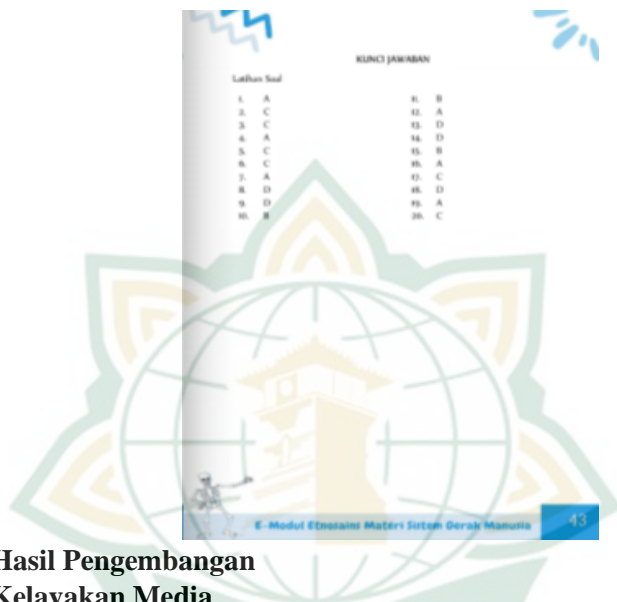 KUNCI JAWABAN
Latihan Soal
1. A
2. C
3. C
4. A
5. C
6. C
7. A
8. D
9. D
10. B
11. B
12. A
13. D
14. D
15. B
16. A
17. C
18. D
19. A
20. C
E-Modul Etnosains Materi Sistem Gerak Manusia 43
Hasil Pengembangan
Kelayakan Media